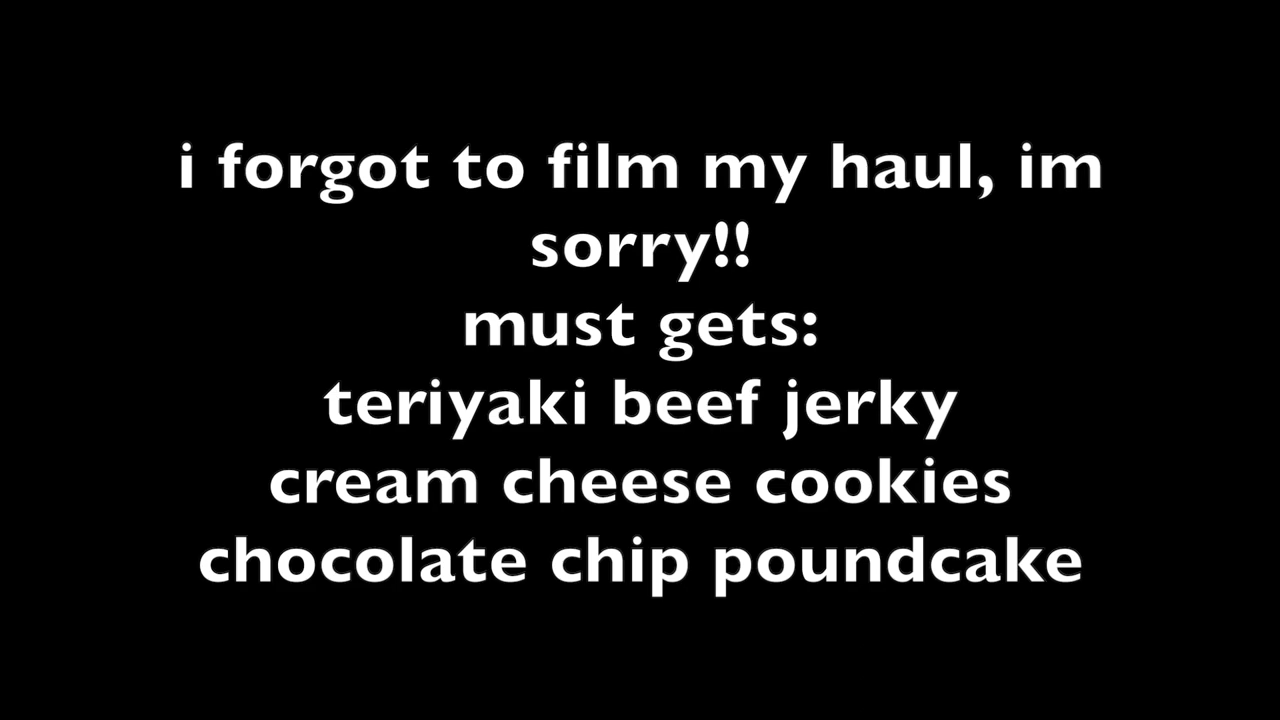 i forgot to film my haul, im
sorry!!
must gets:
teriyaki beef jerky
cream cheese cookies
chocolate chip poundcake